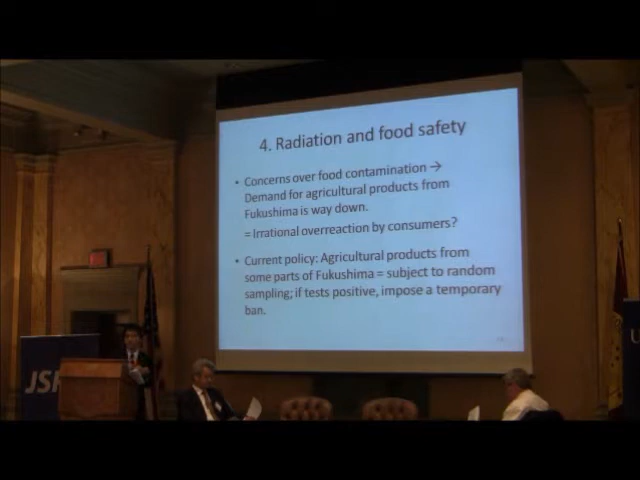 4. Radiation and food safety
• Concerns over food contamination →
Demand for agricultural products from
Fukushima is way down.
= Irrational overreaction by consumers?
• Current policy: Agricultural products from
some parts of Fukushima = subject to random
sampling; if tests positive, impose a temporary
ban.